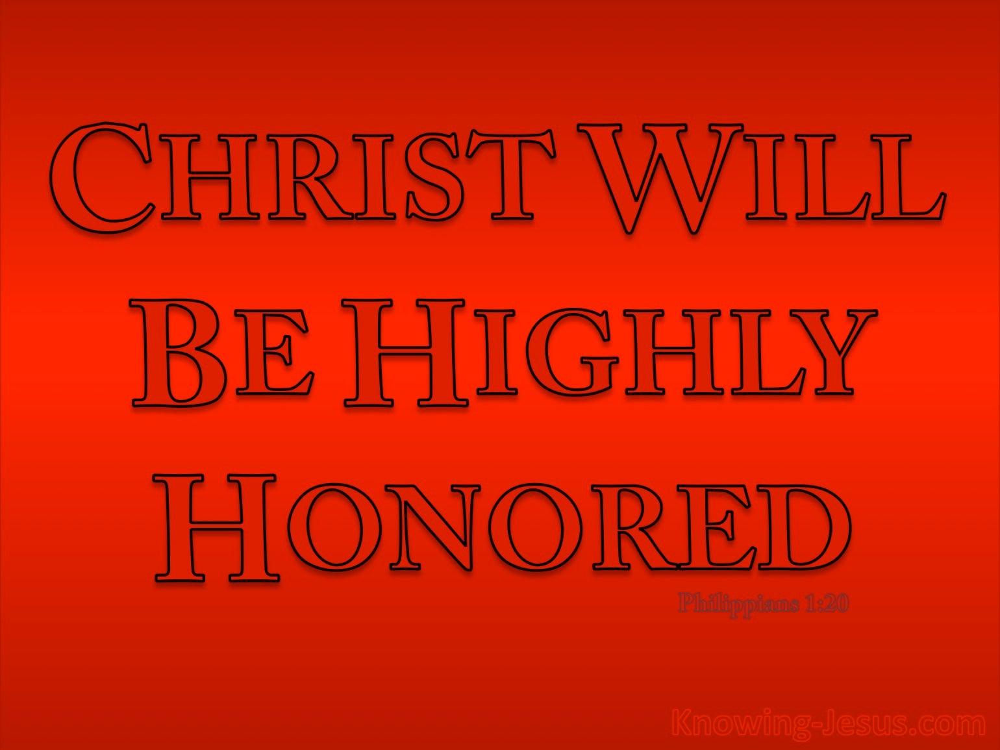 Christ Will
Be Highly
Honored
Philippians 1:20
Knowing-Jesus.com